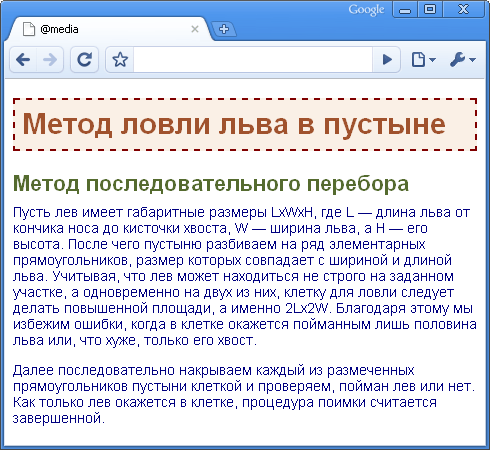 Google
@media
Метод ловли льва в пустыне
Метод последовательного перебора
Пусть лев имеет габаритные размеры LxWxH, где L — длина льва от
кончика носа до кисточки хвоста, W — ширина льва, а H — его
высота. После чего пустыню разбиваем на ряд элементарных
прямоугольников, размер которых совпадает с шириной и длиной
льва. Учитывая, что лев может находиться не строго на заданном
участке, а одновременно на двух из них, клетку для ловли следует
делать повышенной площади, а именно 2Lx2W. Благодаря этому мы
избежим ошибки, когда в клетке окажется пойманным лишь половина
льва или, что хуже, только его хвост.
Далее последовательно накрываем каждый из размеченных
прямоугольников пустыни клеткой и проверяем, пойман лев или нет.
Как только лев окажется в клетке, процедура поимки считается
завершенной.